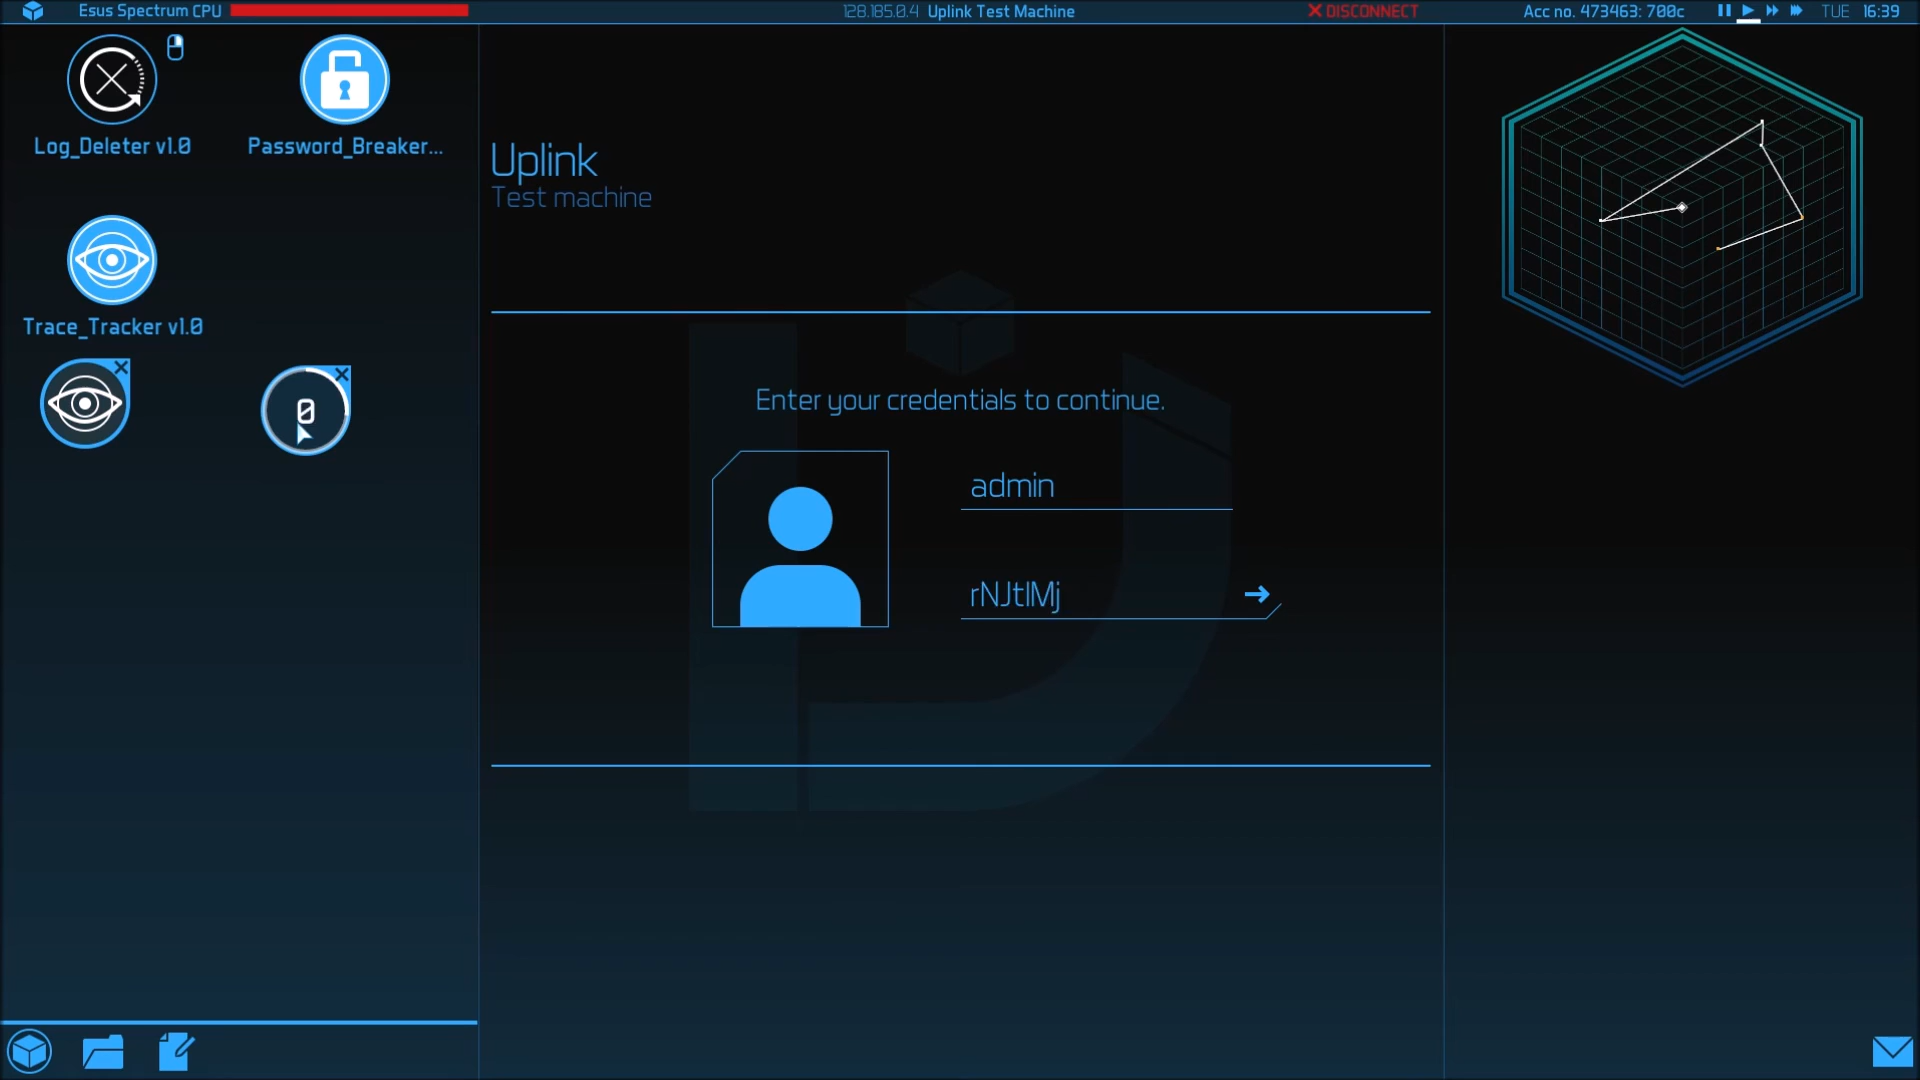 Esus Spectrum CPU
128.185.0.4 Uplink Test Machine
DISCONNECT
Acc no. 473463: 700c
TUE 16:39
Log_Deleter v1.0
Password_Breaker...
Uplink
Test machine
Trace_Tracker v1.0
0
Enter your credentials to continue.
admin
rNJtIMj